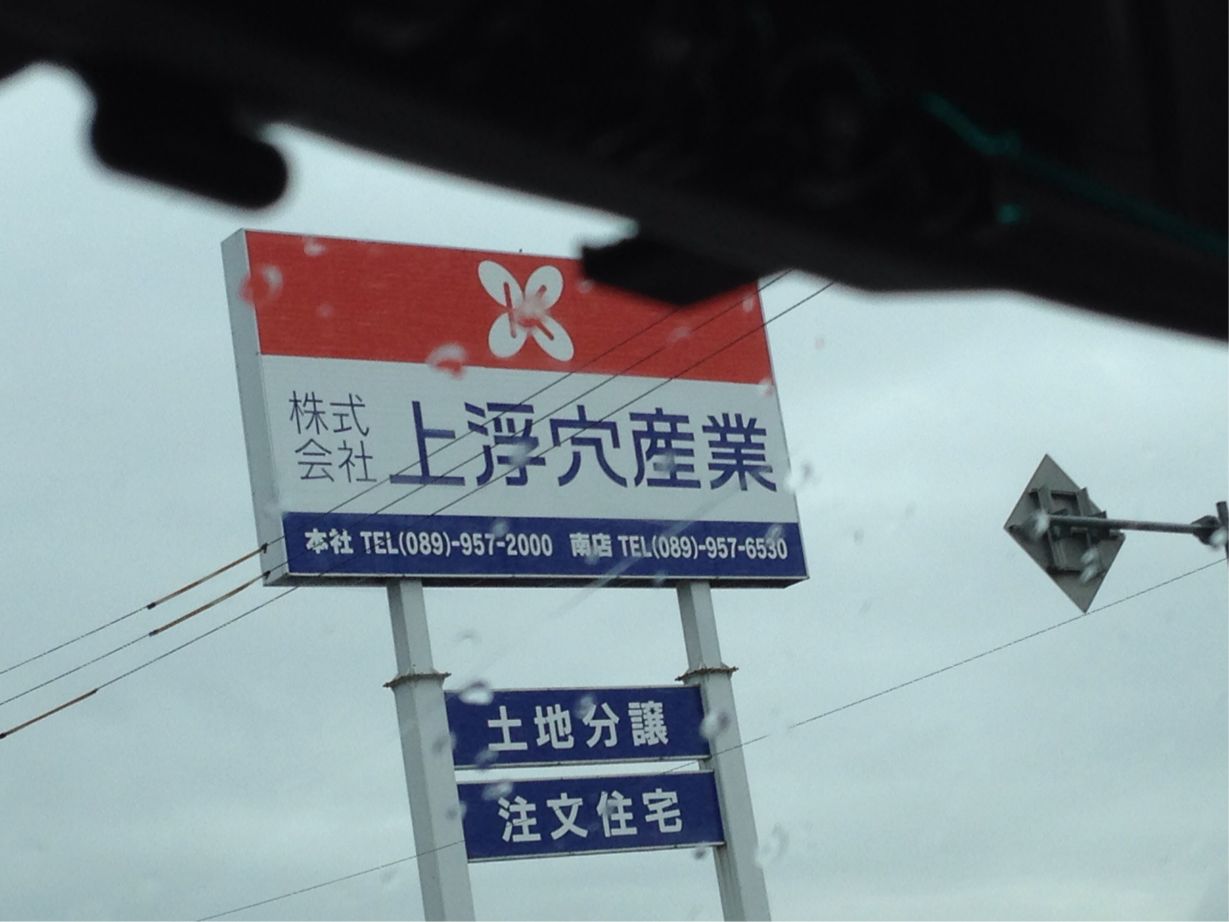 株式
会社
上浮穴産業
本社 TEL(089)-957-2000 南店 TEL(089)-957-6530
土地分譲
注文住宅